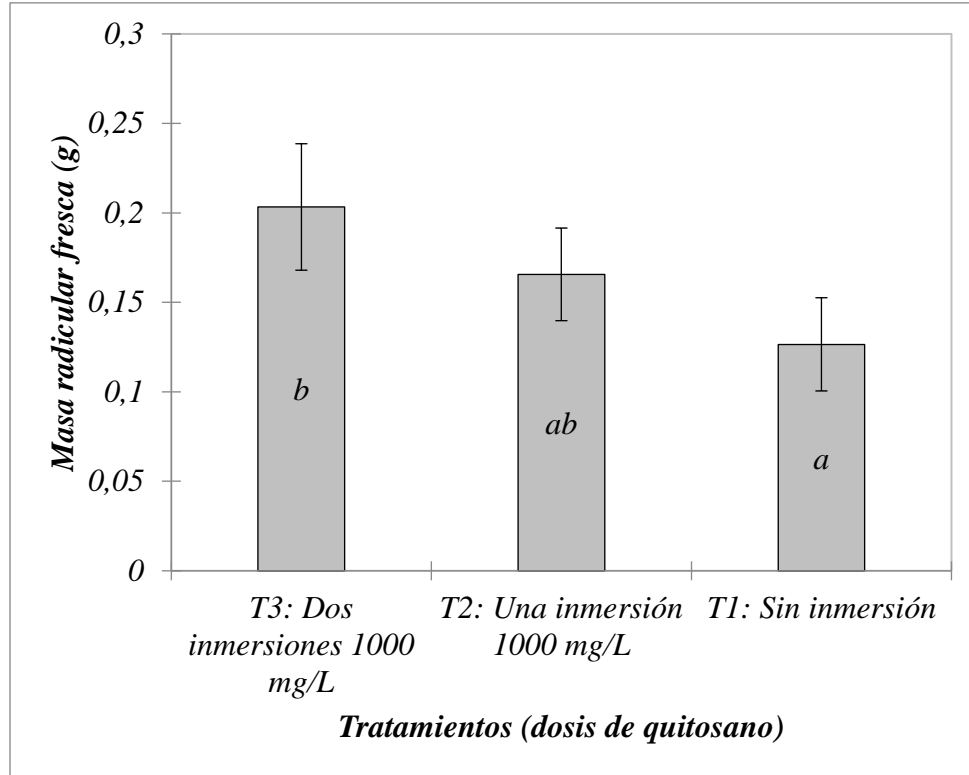 0,3
0,25
0,2
0,15
0,1
0,05
0
Masa radicular fresca (g)
b
ab
a
T3: Dos
inmersiones 1000
mg/L
T2: Una inmersión
1000 mg/L
T1: Sin inmersión
Tratamientos (dosis de quitosano)